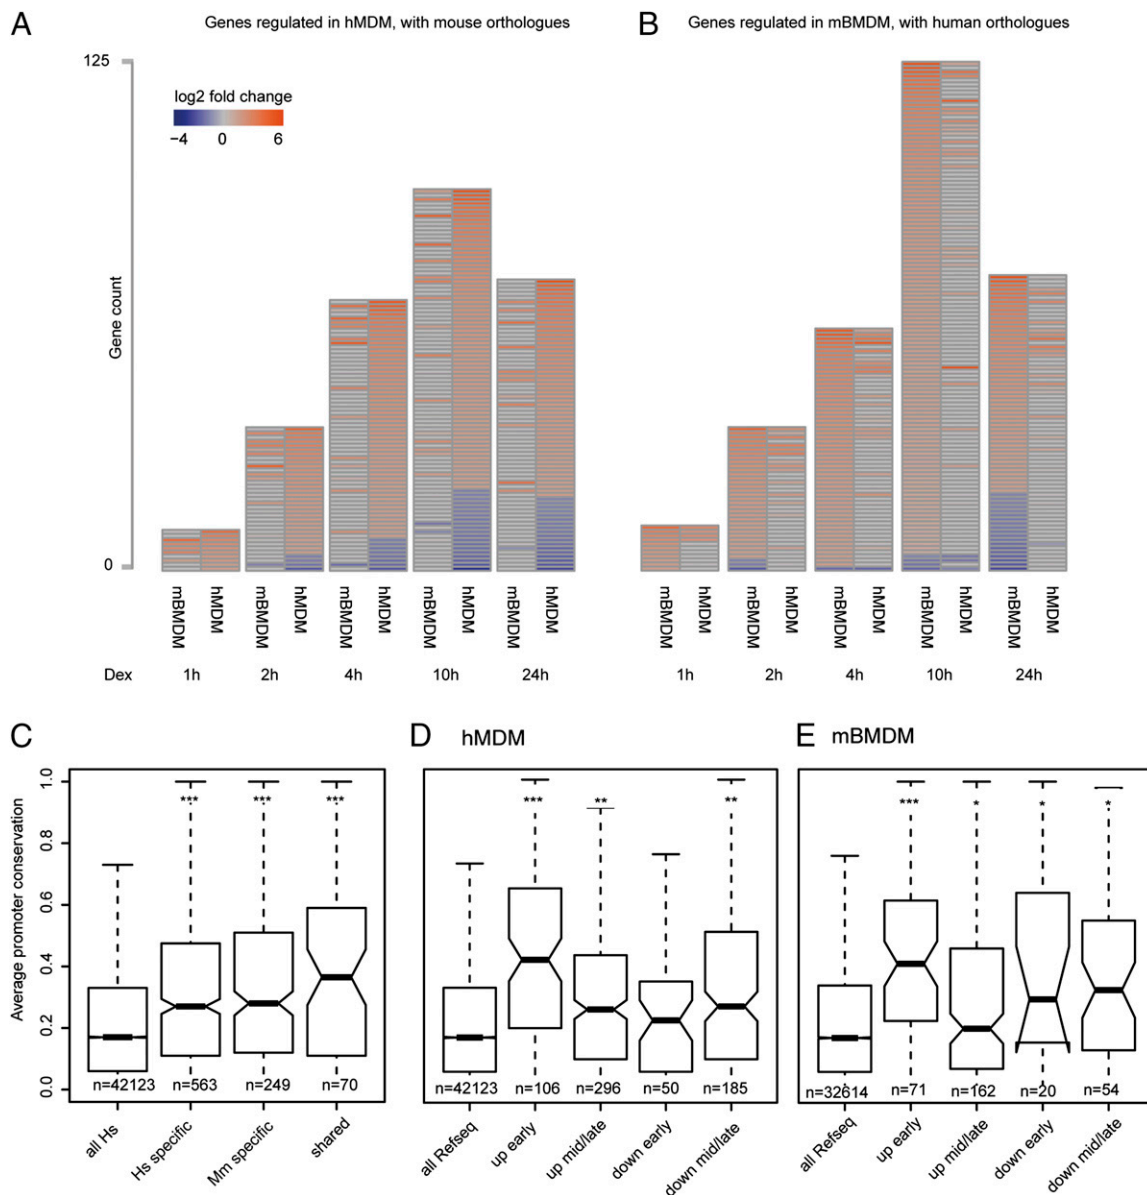 A Genes regulated in hMDM, with mouse orthologues
B Genes regulated in mBMDM, with human orthologues
125
log2 fold change
−4 0 6
Gene count
0
mBMDM hMDM mBMDM hMDM mBMDM hMDM mBMDM hMDM mBMDM hMDM
mBMDM hMDM mBMDM hMDM mBMDM hMDM mBMDM hMDM mBMDM hMDM
Dex 1h 2h 4h 10h 24h
1h 2h 4h 10h 24h
C
Average promoter conservation
1.0
0.8
0.6
0.4
0.2
0.0
*** *** ***
n=42123 n=563 n=249 n=70
all Hs Hs specific Mm specific shared
D hMDM
*** ** **
n=42123 n=106 n=296 n=50 n=185
all Refseq up early up mid/late down early down mid/late
E mBMDM
*** * * *
n=32614 n=71 n=162 n=20 n=54
all Refseq up early up mid/late down early down mid/late